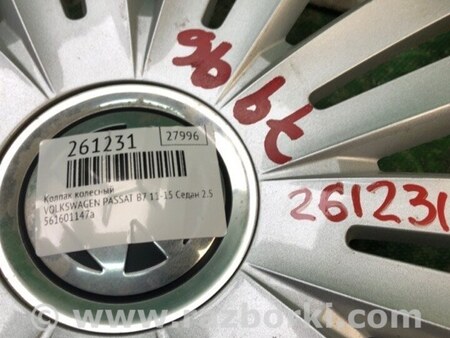 261231
27996
Колпак колесный
VOLKSWAGEN PASSAT B7 11-15 Седан 2.5
561601147a
261231
© www.razborki.com